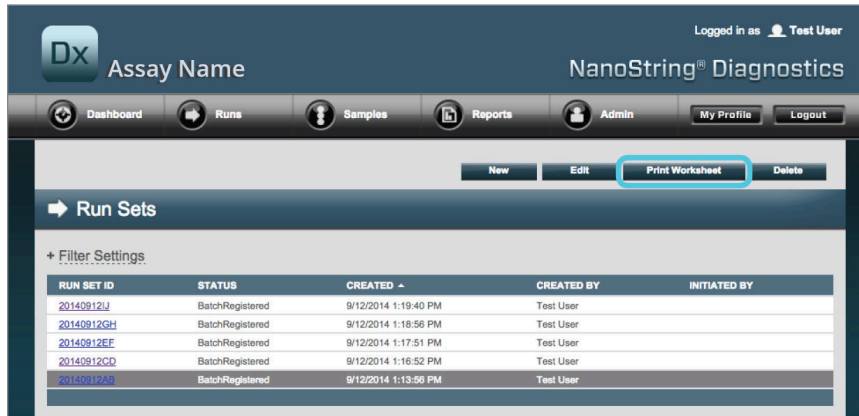 Logged in as Test User
Dx Assay Name
NanoString® Diagnostics
Dashboard Runs Samples Reports Admin My Profile Logout
New Edit Print Worksheet Delete
Run Sets
+ Filter Settings
RUN SET ID STATUS CREATED CREATED BY INITIATED BY
20140912IJ BatchRegistered 9/12/2014 1:19:40 PM Test User
20140912GH BatchRegistered 9/12/2014 1:18:56 PM Test User
20140912EF BatchRegistered 9/12/2014 1:17:51 PM Test User
20140912CD BatchRegistered 9/12/2014 1:16:52 PM Test User
20140912AB BatchRegistered 9/12/2014 1:13:56 PM Test User